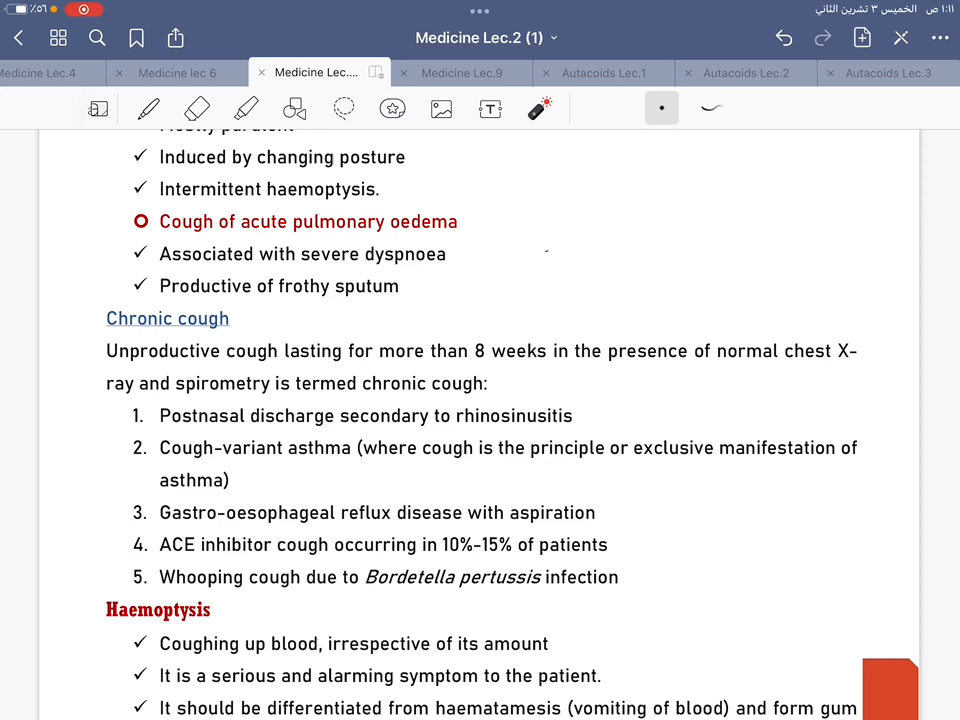 ٪٥٦
١:١١ ص الخميس ٣ تشرين الثاني
Medicine Lec.2 (1)
Medicine Lec.4
Medicine lec 6
Medicine Lec....
Medicine Lec.9
Autacoids Lec.1
Autacoids Lec.2
Autacoids Lec.3
✓ Induced by changing posture
✓ Intermittent haemoptysis.
Cough of acute pulmonary oedema
✓ Associated with severe dyspnoea
✓ Productive of frothy sputum
Chronic cough
Unproductive cough lasting for more than 8 weeks in the presence of normal chest X-
ray and spirometry is termed chronic cough:
1. Postnasal discharge secondary to rhinosinusitis
2. Cough-variant asthma (where cough is the principle or exclusive manifestation of
asthma)
3. Gastro-oesophageal reflux disease with aspiration
4. ACE inhibitor cough occurring in 10%-15% of patients
5. Whooping cough due to Bordetella pertussis infection
Haemoptysis
✓ Coughing up blood, irrespective of its amount
✓ It is a serious and alarming symptom to the patient.
✓ It should be differentiated from haematamesis (vomiting of blood) and form gum